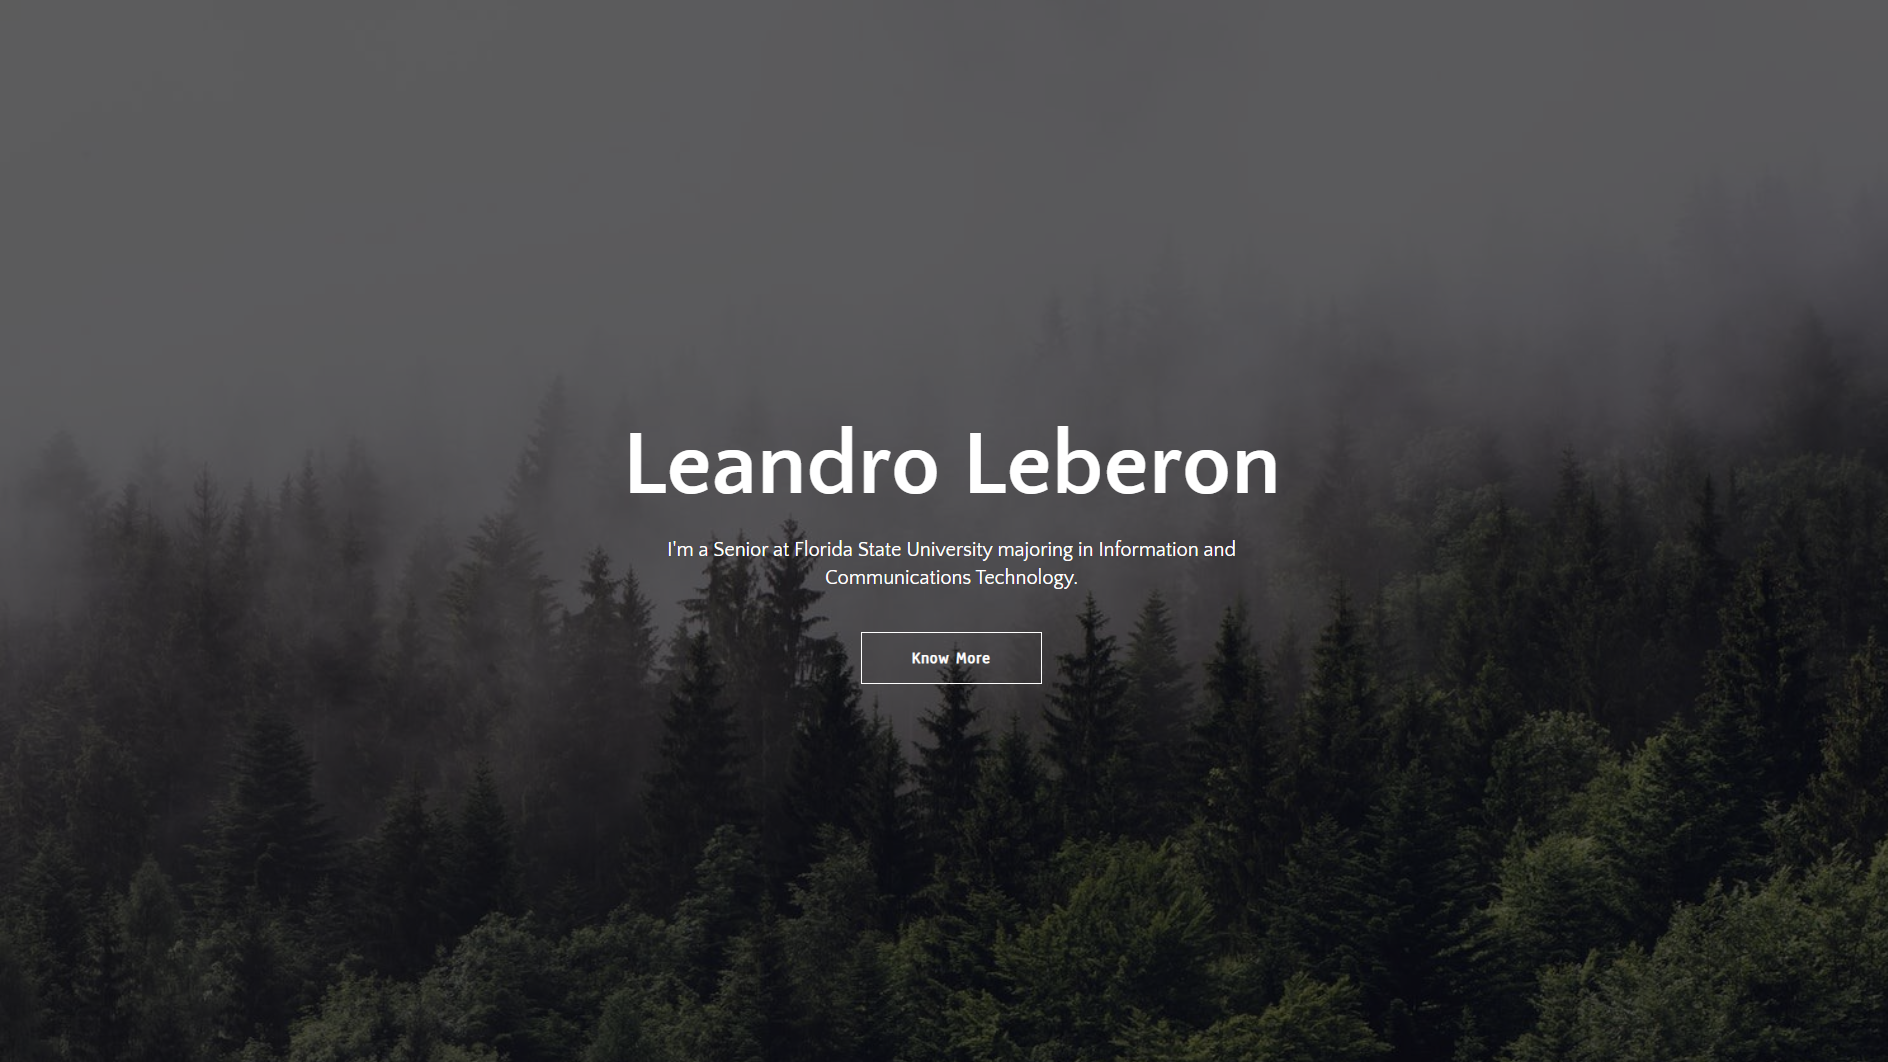 Leandro Leberon
I'm a Senior at Florida State University majoring in Information and
Communications Technology.
Know More